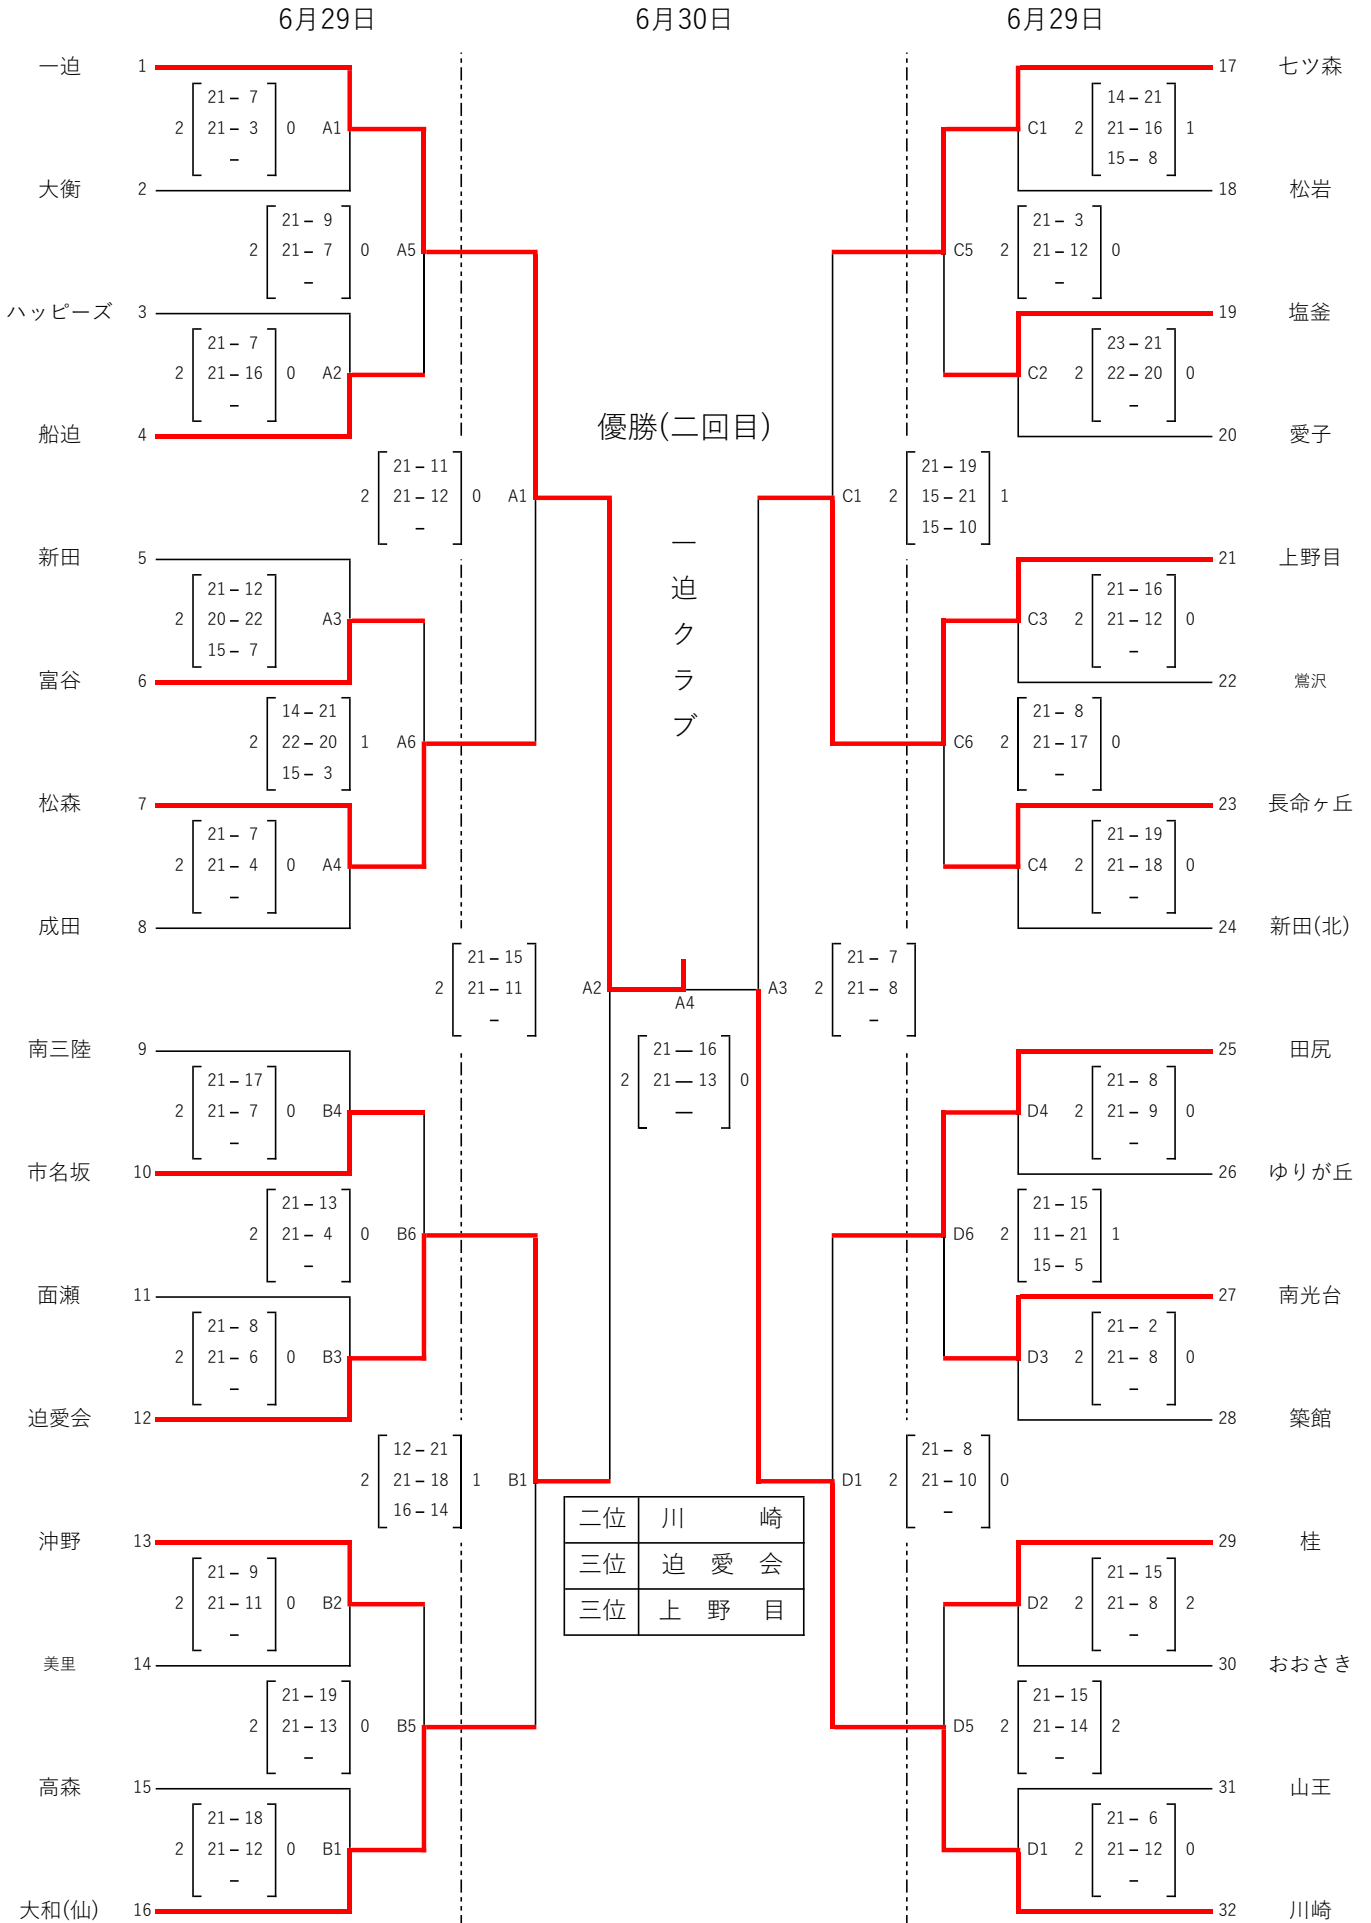 6月29日 6月30日 6月29日
一迫 1 17 七ツ森
21 – 7 14 – 21
2 21 – 3 0 A1 C1 2 21 – 16 1
– 15 – 8
大衡 2 18 松岩
21 – 9 21 – 3
2 21 – 7 0 A5 C5 2 21 – 12 0
– –
ハッピーズ 3 19 塩釜
21 – 7 23 – 21
2 21 – 16 0 A2 C2 2 22 – 20 0
– –
優勝(二回目)
船迫 4 20 愛子
21 – 11 21 – 19
2 21 – 12 0 A1 C1 2 15 – 21 1
– 15 – 10
一迫クラブ
新田 5 21 上野目
21 – 12 21 – 16
2 20 – 22 A3 C3 2 21 – 12 0
15 – 7 –
富谷 6 22 鶯沢
14 – 21 21 – 8
2 22 – 20 1 A6 C6 2 21 – 17 0
15 – 3 –
松森 7 23 長命ヶ丘
21 – 7 21 – 19
2 21 – 4 0 A4 C4 2 21 – 18 0
– –
成田 8 24 新田(北)
21 – 15 21 – 7
2 21 – 11 A2 A3 2 21 – 8
– A4 –
南三陸 9 21 — 16 25 田尻
21 – 17 2 21 — 13 0 21 – 8
2 21 – 7 0 B4 — D4 2 21 – 9 0
– –
市名坂 10 26 ゆりが丘
21 – 13 21 – 15
2 21 – 4 0 B6 D6 2 11 – 21 1
– 15 – 5
面瀬 11 27 南光台
21 – 8 21 – 2
2 21 – 6 0 B3 D3 2 21 – 8 0
– –
迫愛会 12 28 築館
12 – 21 21 – 8
2 21 – 18 1 B1 D1 2 21 – 10 0
16 – 14 –
二位 川崎
沖野 13 29 桂
三位 迫愛会
21 – 9 21 – 15
2 21 – 11 0 B2 D2 2 21 – 8 2
三位 上野目
– –
美里 14 30 おおさき
21 – 19 21 – 15
2 21 – 13 0 B5 D5 2 21 – 14 2
– –
高森 15 31 山王
21 – 18 21 – 6
2 21 – 12 0 B1 D1 2 21 – 12 0
– –
大和(仙) 16 32 川崎